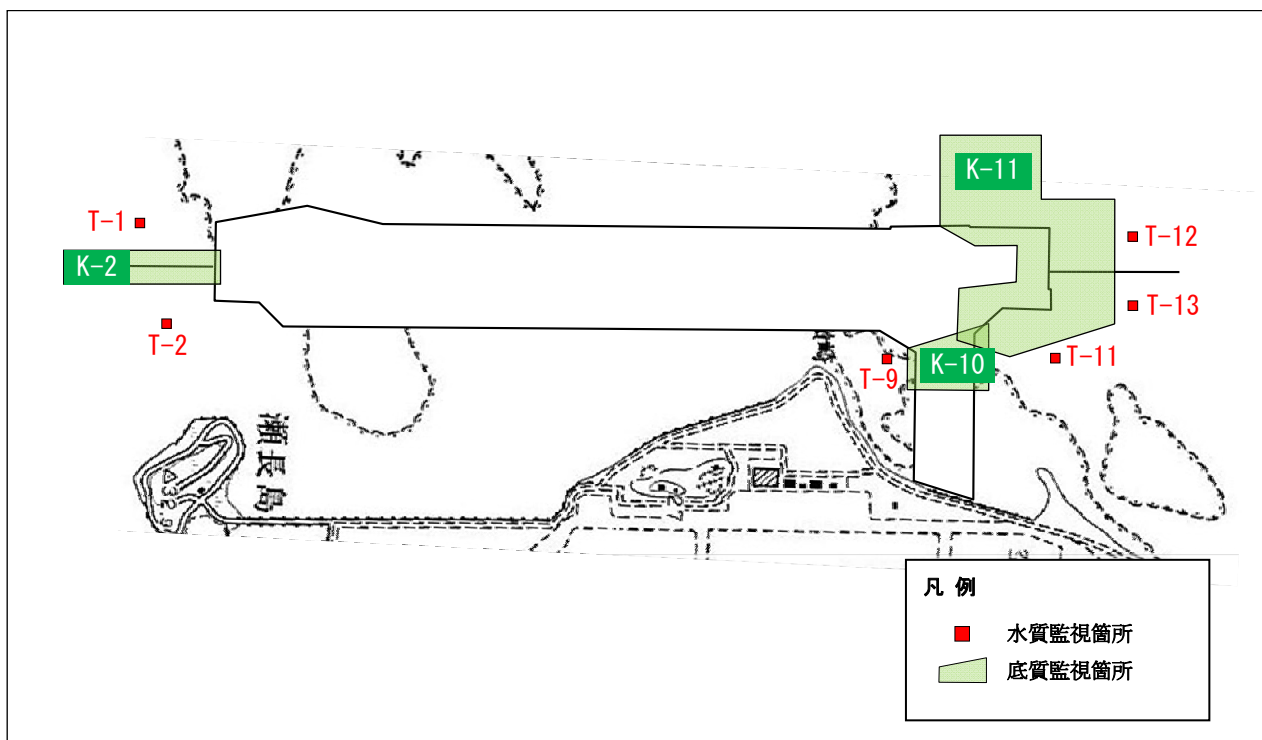 K-11
T-1
T-12
K-2
T-13
T-2
T-11
T-9
K-10
瀬長島
凡 例
水質監視箇所
底質監視箇所